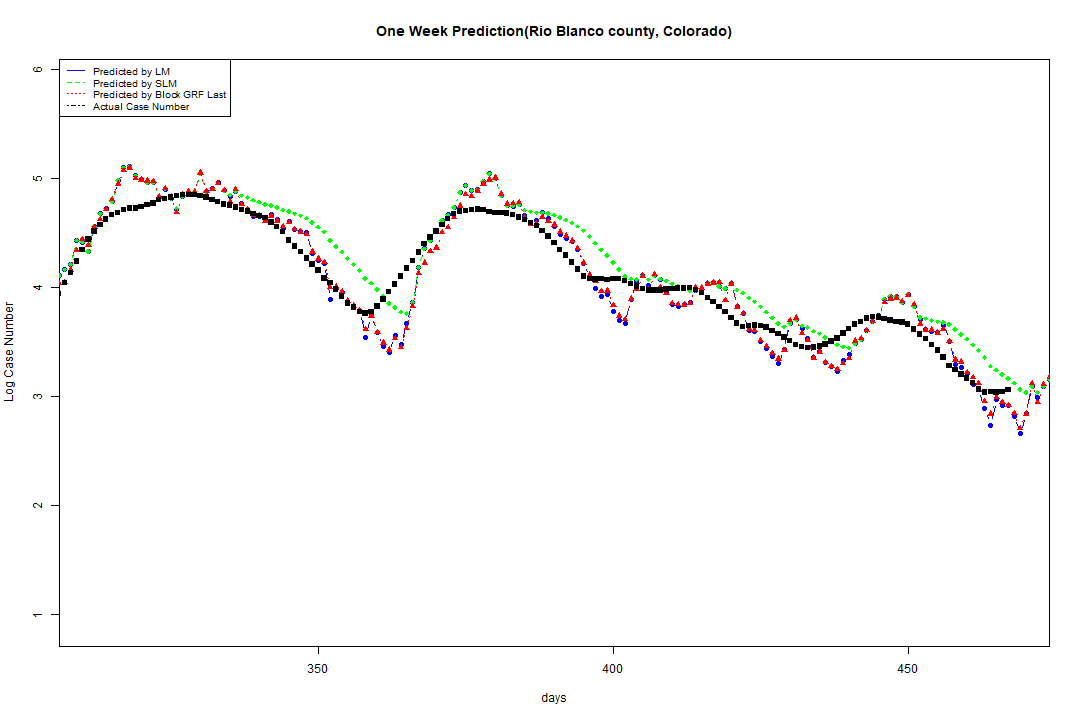 One Week Prediction(Rio Blanco county, Colorado)
Predicted by LM
Predicted by SLM
Predicted by Block GRF Last
Actual Case Number
6
5
4
3
2
1
Log Case Number
350 400 450
days